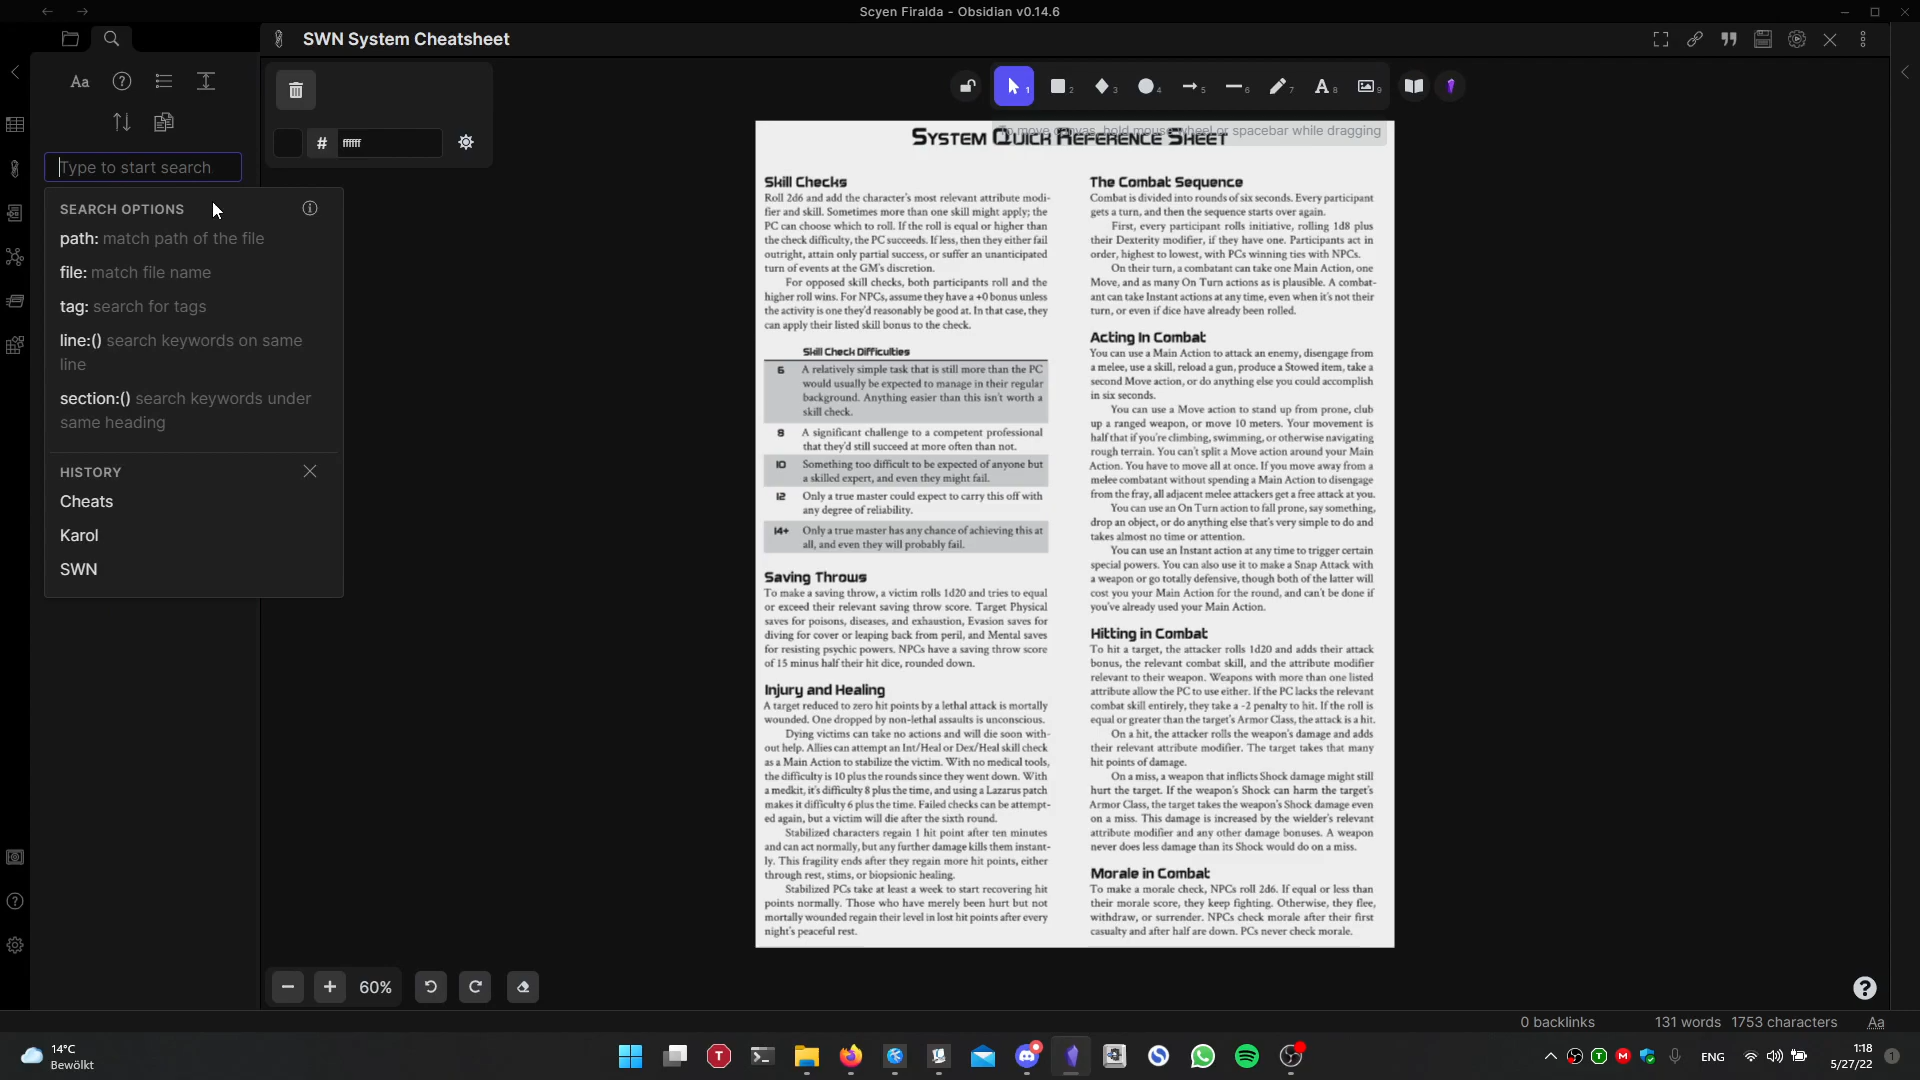 Scyen Firalda - Obsidian v0.14.6
SWN System Cheatsheet
Aa
Type to start search
SEARCH OPTIONS
path: match path of the file
file: match file name
tag: search for tags
line:() search keywords on same
line
section:() search keywords under
same heading
HISTORY
Cheats
Karol
SWN
# ffffff
1
2
3
4
5
6
7
A 8
9
To move canvas, hold mouse wheel or spacebar while dragging
System Quick Reference Sheet
Skill Checks
Roll 2d6 and add the character's most relevant attribute modi-
fier and skill. Sometimes more than one skill might apply; the
PC can choose which to roll. If the roll is equal or higher than
the check difficulty, the PC succeeds. If less, then they either fail
outright, attain only partial success, or suffer an unanticipated
turn of events at the GM's discretion.
For opposed skill checks, both participants roll and the
higher roll wins. For NPCs, assume they have a +0 bonus unless
the activity is one they'd reasonably be good at. In that case, they
can apply their listed skill bonus to the check.
Skill Check Difficulties
6 A relatively simple task that is still more than the PC
would usually be expected to manage in their regular
background. Anything easier than this isn't worth a
skill check.
8 A significant challenge to a competent professional
that they'd still succeed at more often than not.
10 Something too difficult to be expected of anyone but
a skilled expert, and even they might fail.
12 Only a true master could expect to carry this off with
any degree of reliability.
14+ Only a true master has any chance of achieving this at
all, and even they will probably fail.
Saving Throws
To make a saving throw, a victim rolls 1d20 and tries to equal
or exceed their relevant saving throw score. Target Physical
saves for poisons, diseases, and exhaustion, Evasion saves for
diving for cover or leaping back from peril, and Mental saves
for resisting psychic powers. NPCs have a saving throw score
of 15 minus half their hit dice, rounded down.
Injury and Healing
A target reduced to zero hit points by a lethal attack is mortally
wounded. One dropped by non-lethal assaults is unconscious.
Dying victims can take no actions and will die soon with-
out help. Allies can attempt an Int/Heal or Dex/Heal skill check
as a Main Action to stabilize the victim. With no medical tools,
the difficulty is 10 plus the rounds since they went down. With
a medkit, it's difficulty 8 plus the time, and using a Lazarus patch
makes it difficulty 6 plus the time. Failed checks can be attempt-
ed again, but a victim will die after the sixth round.
Stabilized characters regain 1 hit point after ten minutes
and can act normally, but any further damage kills them instant-
ly. This fragility ends after they regain more hit points, either
through rest, stims, or biopsionic healing.
Stabilized PCs take at least a week to start recovering hit
points normally. Those who have merely been hurt but not
mortally wounded regain their level in lost hit points after every
night's peaceful rest.
The Combat Sequence
Combat is divided into rounds of six seconds. Every participant
gets a turn, and then the sequence starts over again.
First, every participant rolls initiative, rolling 1d8 plus
their Dexterity modifier, if they have one. Participants act in
order, highest to lowest, with PCs winning ties with NPCs.
On their turn, a combatant can take one Main Action, one
Move, and as many On Turn actions as is plausible. A combat-
ant can take Instant actions at any time, even when it's not their
turn, or even if dice have already been rolled.
Acting In Combat
You can use a Main Action to attack an enemy, disengage from
a melee, use a skill, reload a gun, produce a Stowed item, take a
second Move action, or do anything else you could accomplish
in six seconds.
You can use a Move action to stand up from prone, club
up a ranged weapon, or move 10 meters. Your movement is
half that if you're climbing, swimming, or otherwise navigating
rough terrain. You can't split a Move action around your Main
Action. You have to move all at once. If you move away from a
melee combatant without spending a Main Action to disengage
from the fray, all adjacent melee attackers get a free attack at you.
You can use an On Turn action to fall prone, say something,
drop an object, or do anything else that's very simple to do and
takes almost no time or attention.
You can use an Instant action at any time to trigger certain
special powers. You can also use it to make a Snap Attack with
a weapon or go totally defensive, though both of the latter will
cost you your Main Action for the round, and can't be done if
you've already used your Main Action.
Hitting in Combat
To hit a target, the attacker rolls 1d20 and adds their attack
bonus, the relevant combat skill, and the attribute modifier
relevant to their weapon. Weapons with more than one listed
attribute allow the PC to use either. If the PC lacks the relevant
combat skill entirely, they take a -2 penalty to hit. If the roll is
equal or greater than the target's Armor Class, the attack is a hit.
On a hit, the attacker rolls the weapon's damage and adds
their relevant attribute modifier. The target takes that many
hit points of damage.
On a miss, a weapon that inflicts Shock damage might still
hurt the target. If the weapon's Shock can harm the target's
Armor Class, the target takes the weapon's Shock damage even
on a miss. This damage is increased by the wielder's relevant
attribute modifier and any other damage bonuses. A weapon
never does less damage than its Shock would do on a miss.
Morale in Combat
To make a morale check, NPCs roll 2d6. If equal or less than
their morale score, they keep fighting. Otherwise, they flee,
withdraw, or surrender. NPCs check morale after their first
casualty and after half are down. PCs never check morale.
60%
0 backlinks
131 words 1753 characters
Aa
14°C
Bewölkt
ENG
1:18
5/27/22
1